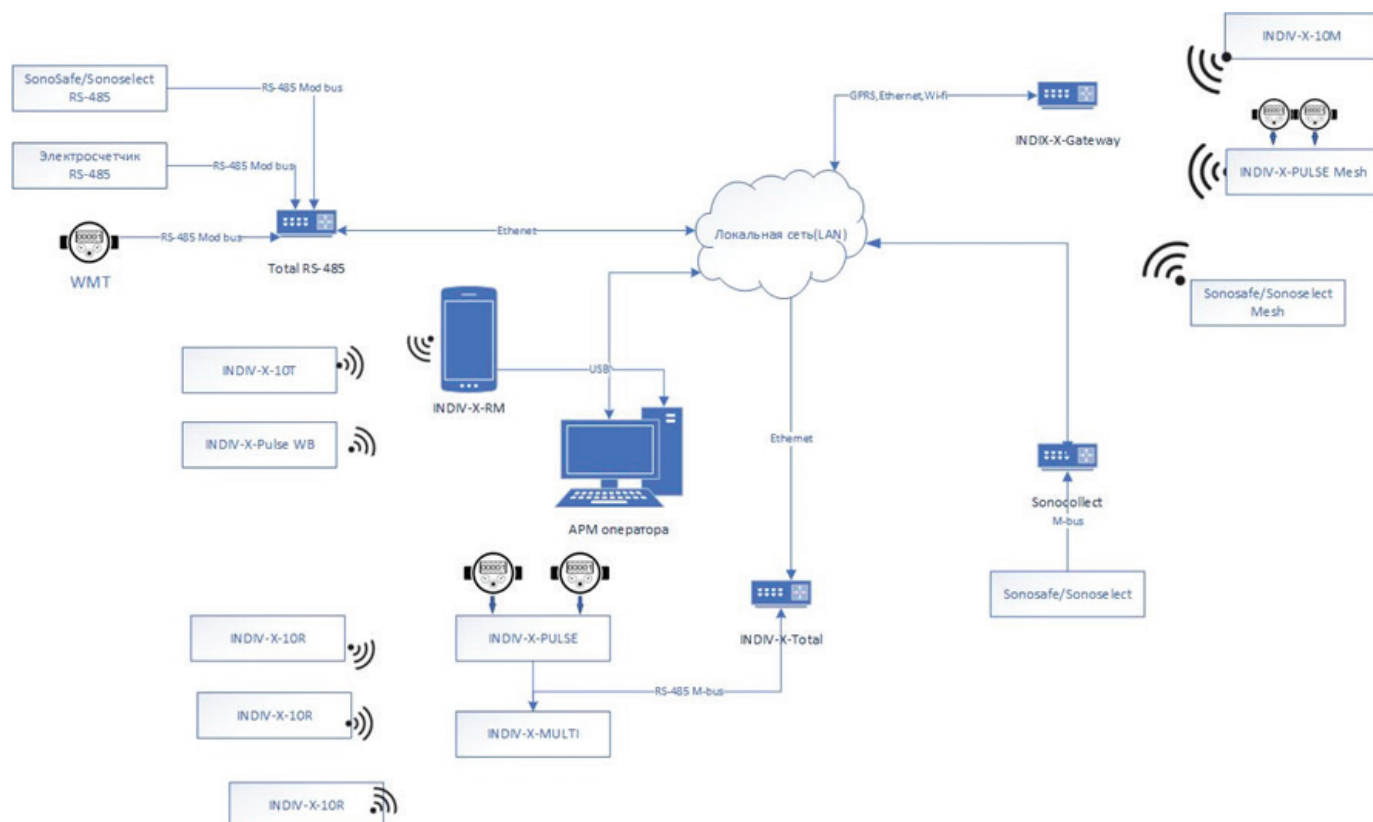 INDIV-X-10M
SonoSafe/Sonoselect
RS-485
RS-485 Mod bus
GPRS,Ethernet,Wi-fi
INDIX-X-Gateway
Электросчетчик
RS-485
RS-485 Mod bus
INDIV-X-PULSE Mesh
RS-485 Mod bus
WMT
Total RS-485
Ethenet
Локальная сеть(LAN)
Sonosafe/Sonoselect
Mesh
INDIV-X-10T
INDIV-X-RM
USB
INDIV-X-Pulse WB
Ethernet
АРМ оператора
Sonocollect
M-bus
Sonosafe/Sonoselect
00001
00001
00001
INDIV-X-10R
INDIV-X-PULSE
INDIV-X-Total
RS-485 M-bus
INDIV-X-10R
INDIV-X-MULTI
INDIV-X-10R